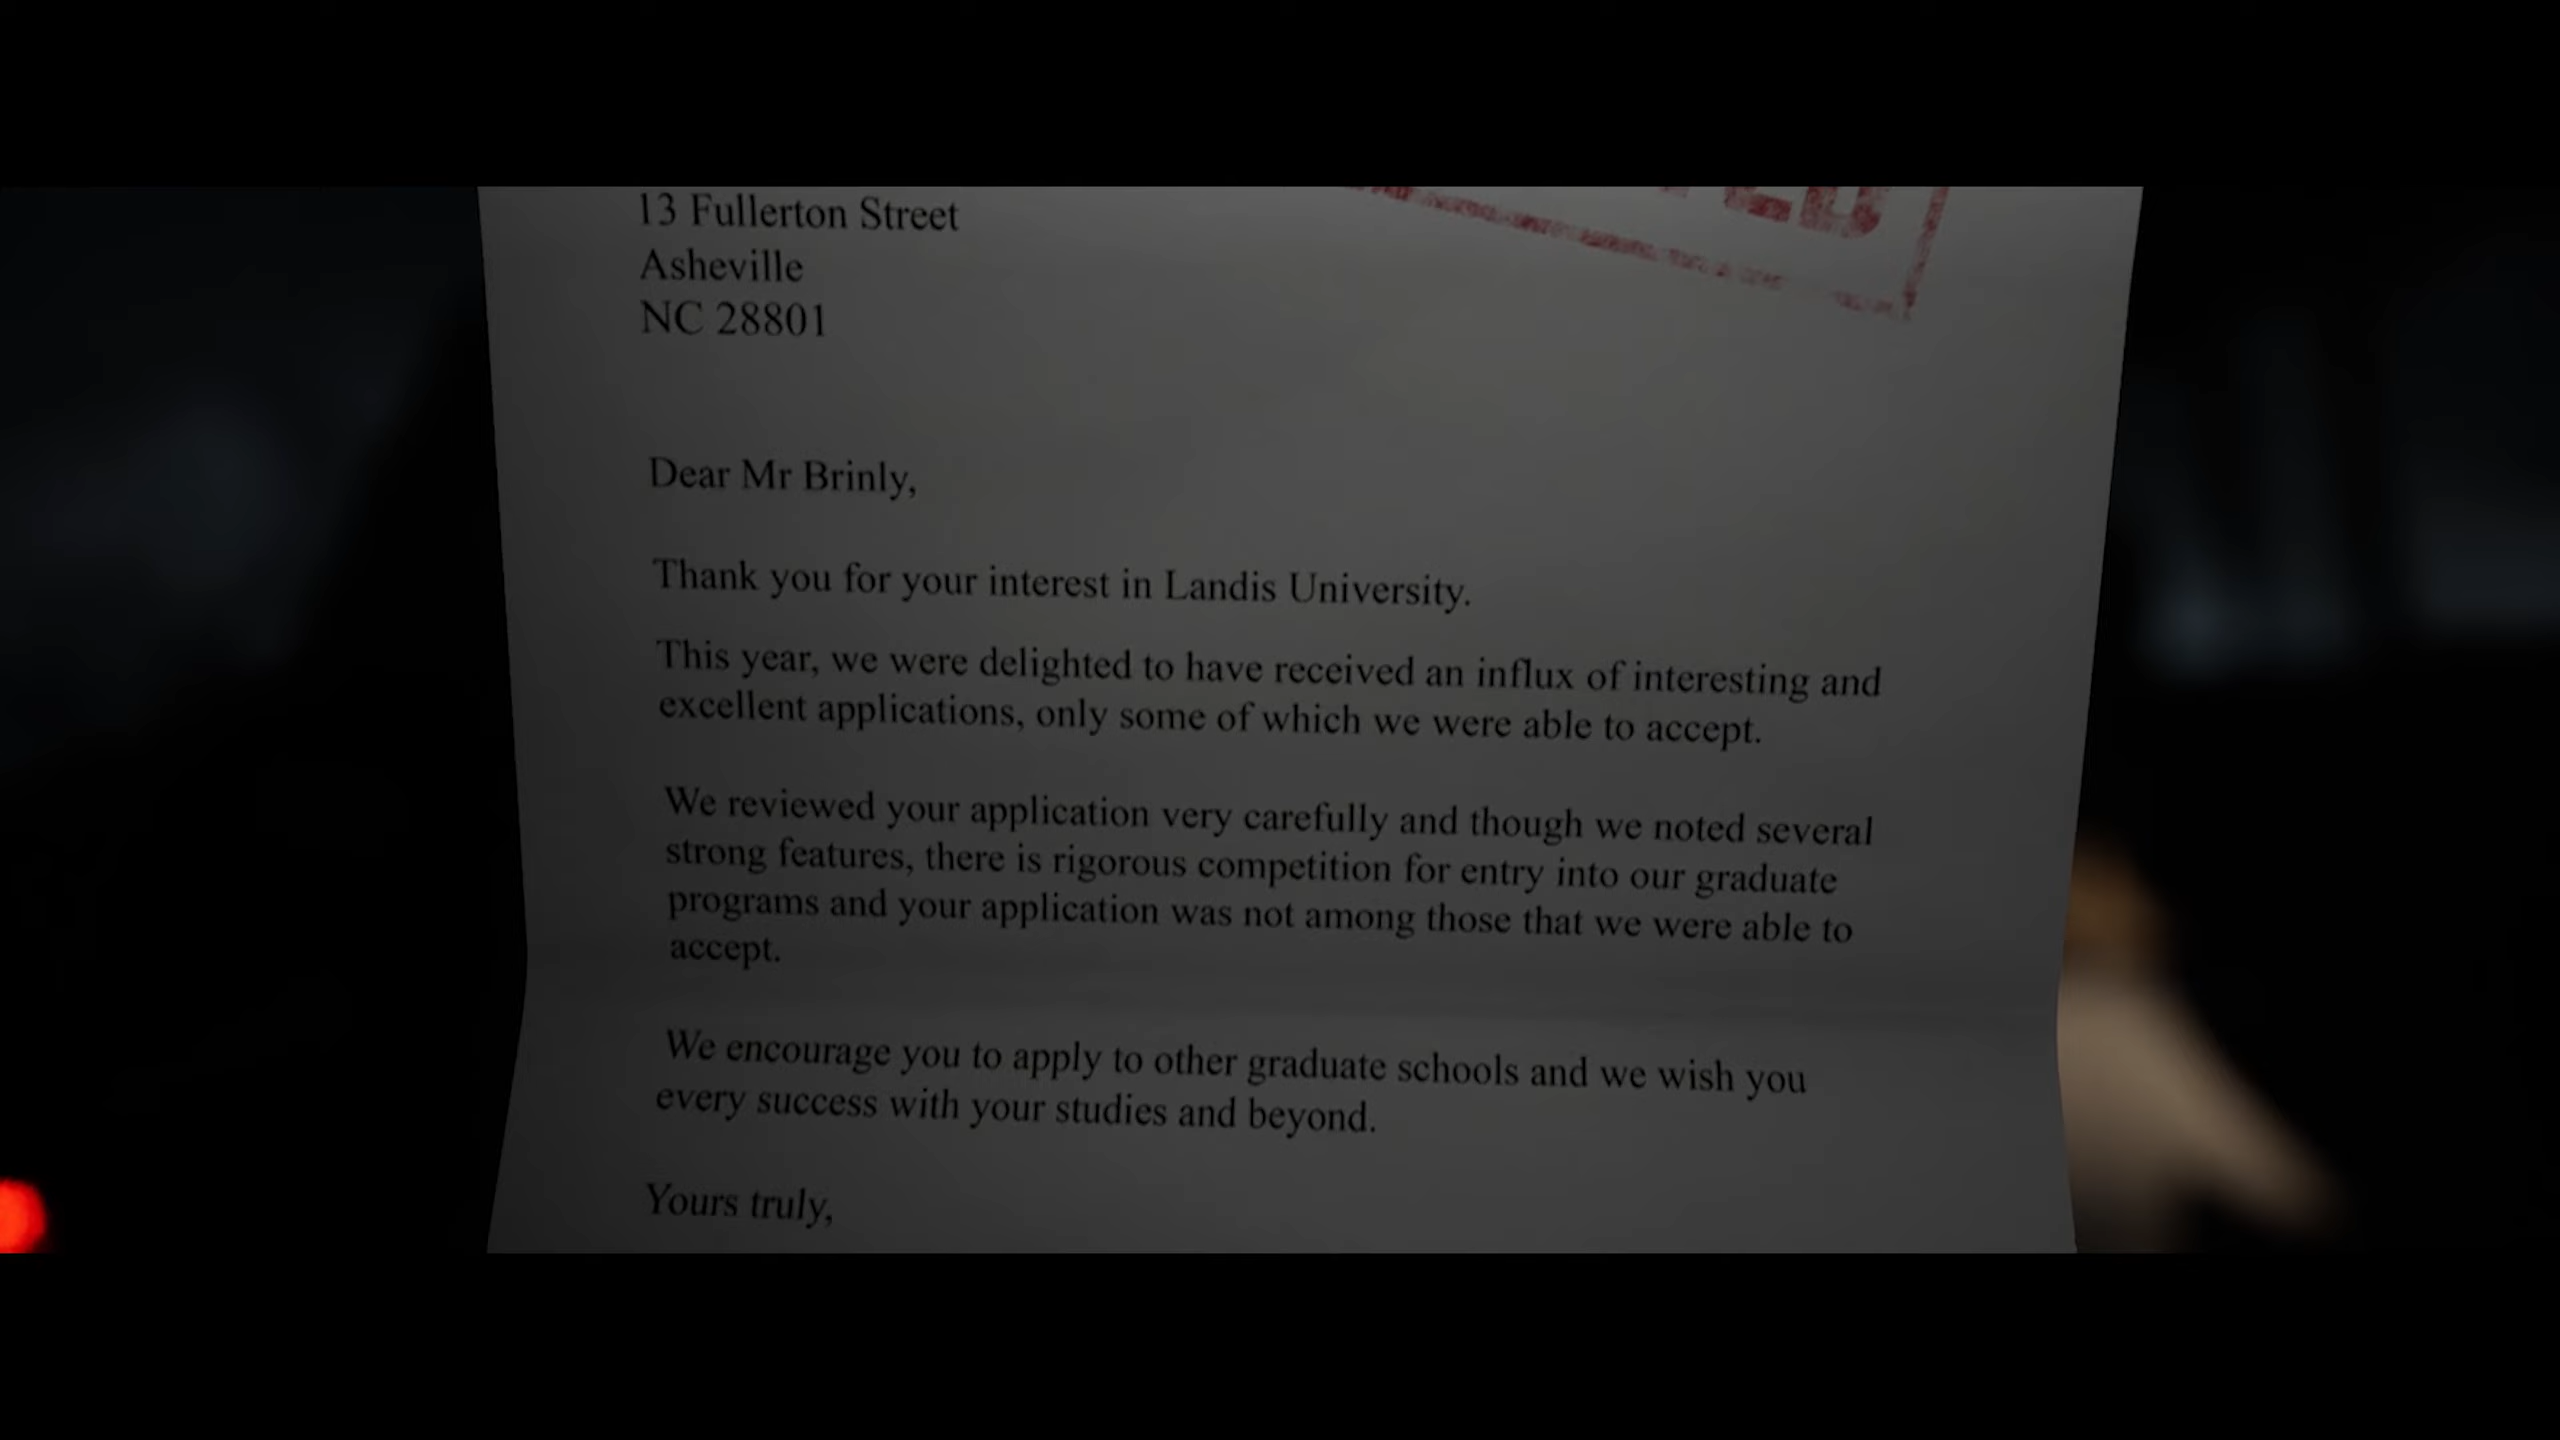 13 Fullerton Street
Asheville
NC 28801
Dear Mr Brinly,
Thank you for your interest in Landis University.
This year, we were delighted to have received an influx of interesting and
excellent applications, only some of which we were able to accept.
We reviewed your application very carefully and though we noted several
strong features, there is rigorous competition for entry into our graduate
programs and your application was not among those that we were able to
accept.
We encourage you to apply to other graduate schools and we wish you
every success with your studies and beyond.
Yours truly,